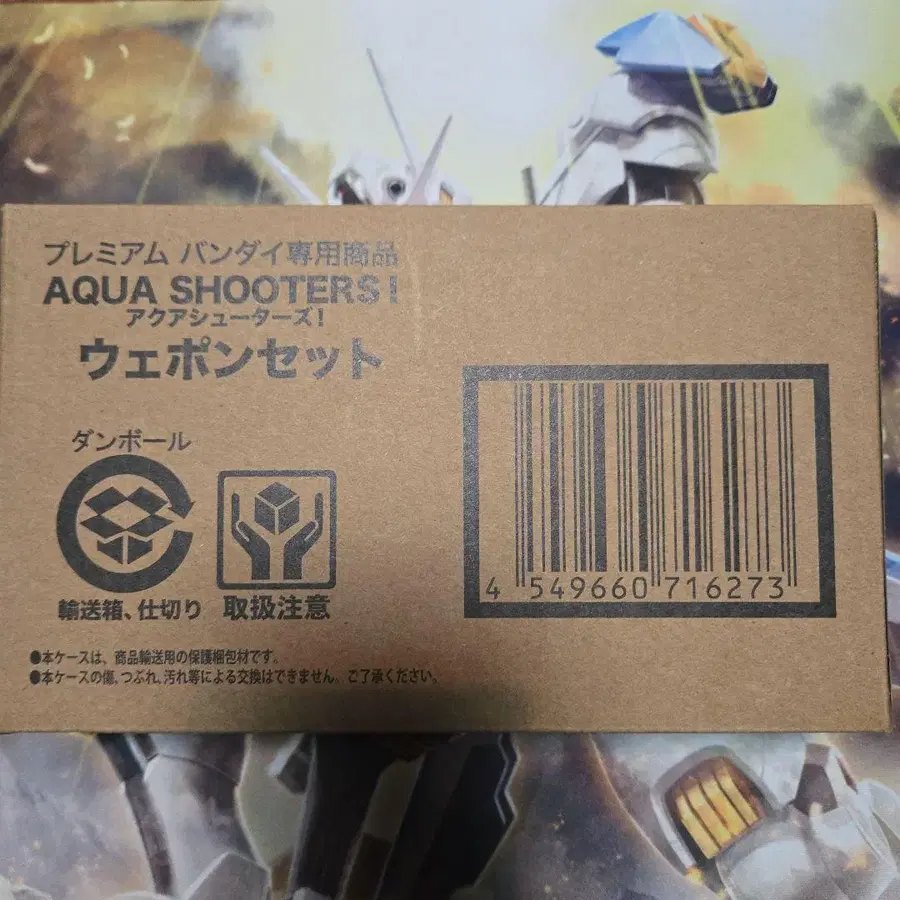 プレミアム バンダイ専用商品
AQUA SHOOTERS!
アクアシューターズ!
ウェポンセット
ダンボール
輸送箱、仕切り
取扱注意
4 549660 716273
●本ケースは、商品輸送用の保護梱包材です。
●本ケースの傷、つぶれ、汚れ等による交換はできません。ご了承ください。